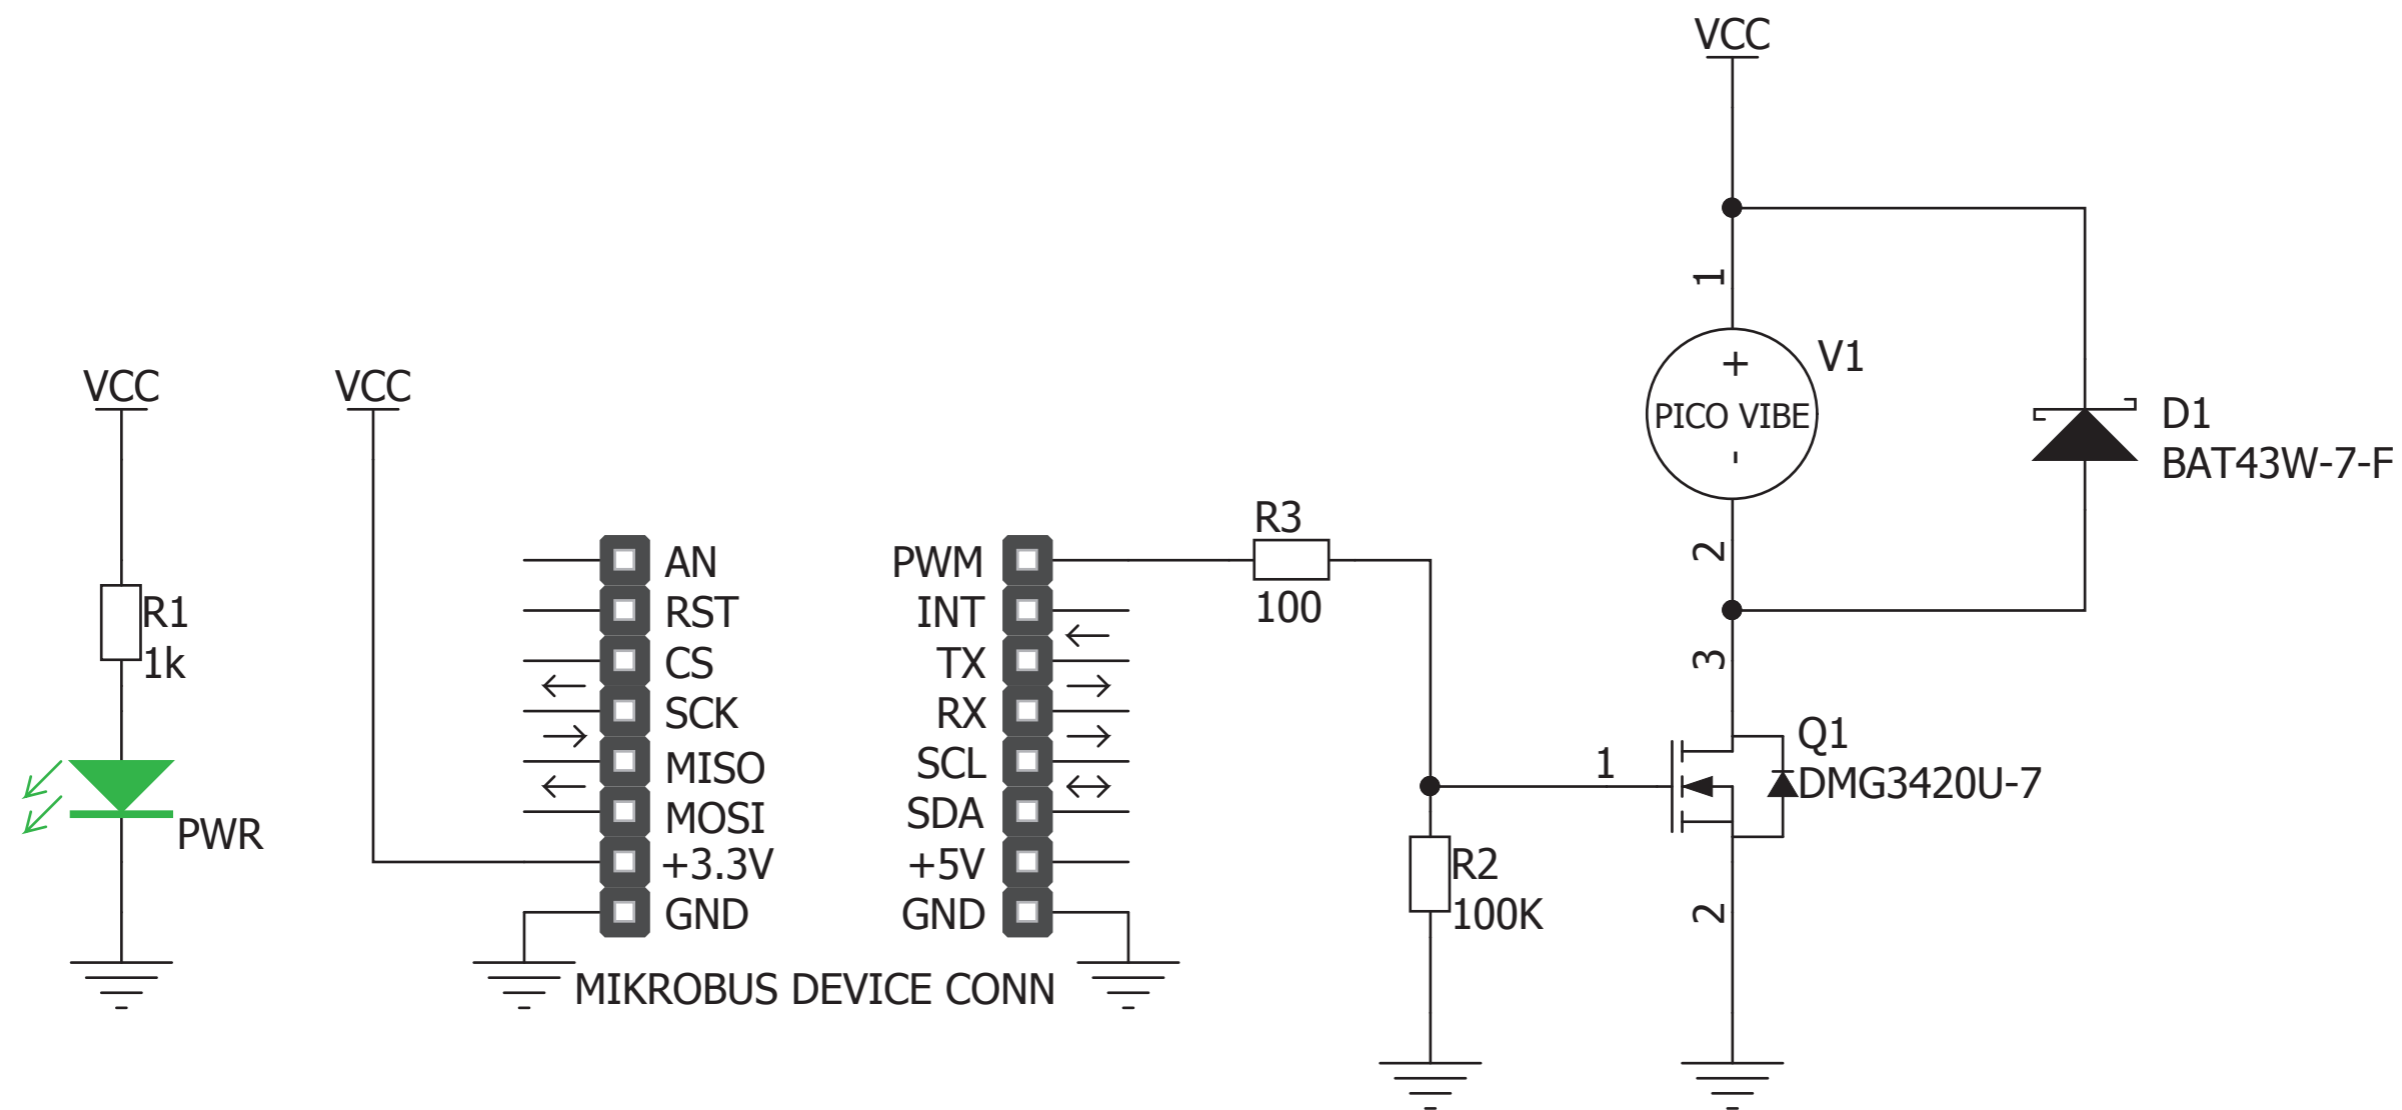 VCC
1
+
V1
PICO VIBE
-
2
D1
BAT43W-7-F
VCC
VCC
R1
1k
PWR
AN
RST
CS
SCK
MISO
MOSI
+3.3V
GND
PWM
INT
TX
RX
SCL
SDA
+5V
GND
MIKROBUS DEVICE CONN
R3
100
3
Q1
1
DMG3420U-7
R2
100K
2